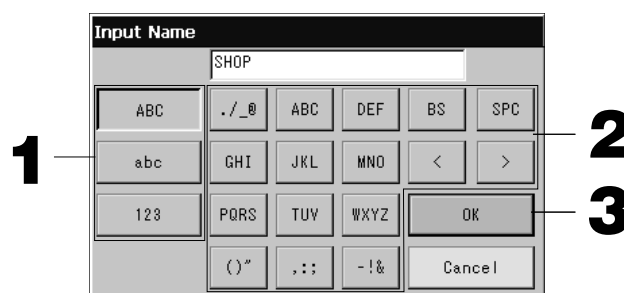 Input Name
SHOP
ABC ./_@ ABC DEF BS SPC
1 abc GHI JKL MNO < > 2
123 PQRS TUV WXYZ OK 3
()" ,:; -!& Cancel